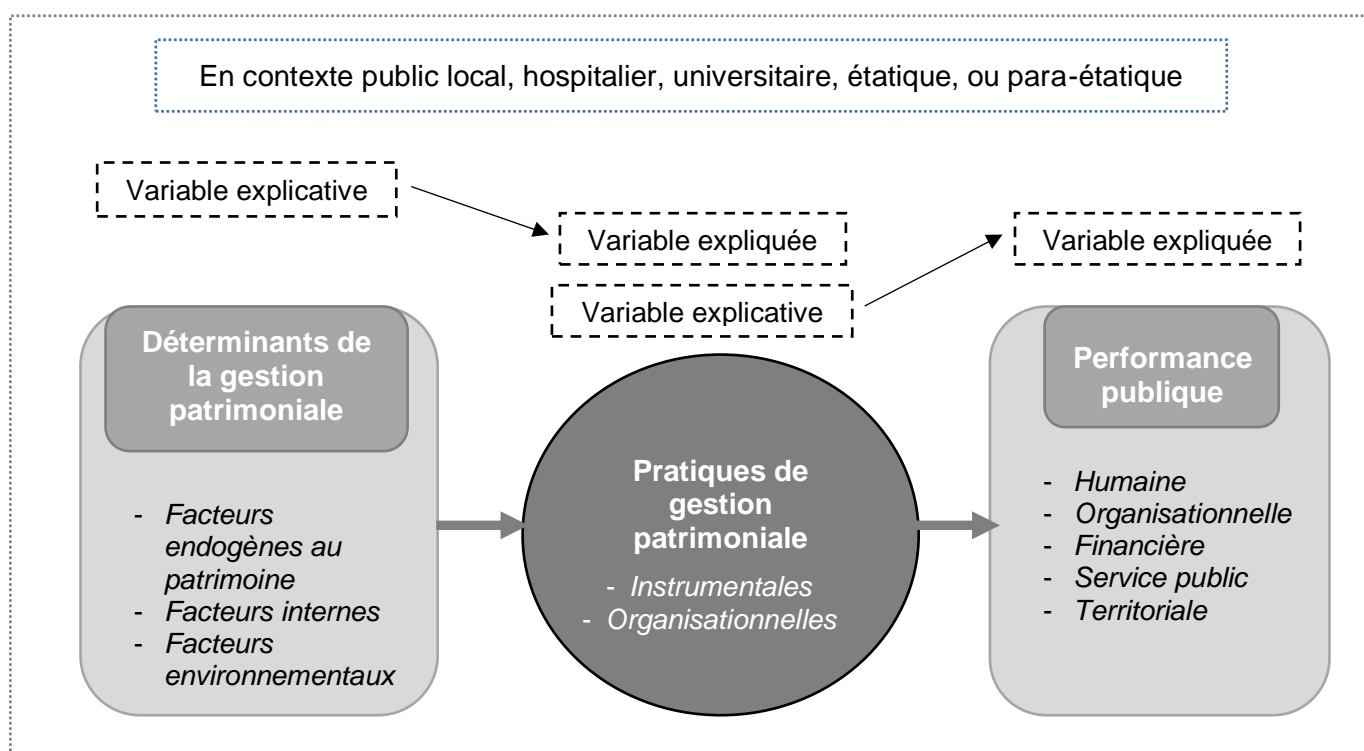 En contexte public local, hospitalier, universitaire, étatique, ou para-étatique
Variable explicative
Variable expliquée
Variable explicative
Variable expliquée
Déterminants de
la gestion
patrimoniale
- Facteurs
endogènes au
patrimoine
- Facteurs internes
- Facteurs
environnementaux
Pratiques de
gestion
patrimoniale
- Instrumentales
- Organisationnelles
Performance
publique
- Humaine
- Organisationnelle
- Financière
- Service public
- Territoriale